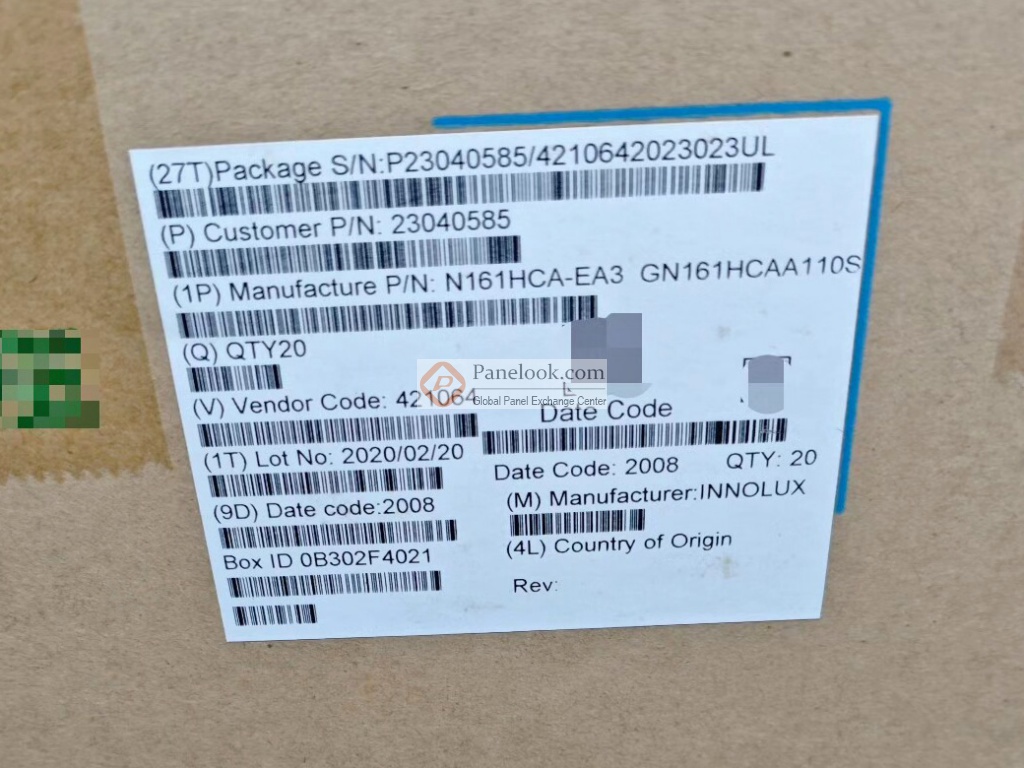 (27T)Package S/N:P23040585/4210642023023UL
(P) Customer P/N: 23040585
(1P) Manufacture P/N: N161HCA-EA3 GN161HCAA110S
(Q) QTY20
Panelook.com
Global Panel Exchange Center
(V) Vendor Code: 421064
Date Code
(1T) Lot No: 2020/02/20
Date Code: 2008 QTY: 20
(9D) Date code:2008
(M) Manufacturer:INNOLUX
Box ID 0B302F4021
(4L) Country of Origin
Rev: